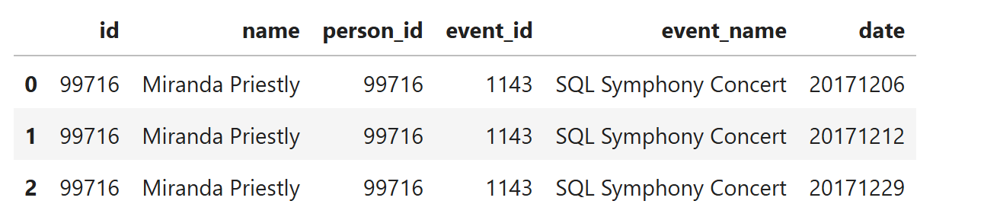 id name person_id event_id event_name date
0 99716 Miranda Priestly 99716 1143 SQL Symphony Concert 20171206
1 99716 Miranda Priestly 99716 1143 SQL Symphony Concert 20171212
2 99716 Miranda Priestly 99716 1143 SQL Symphony Concert 20171229